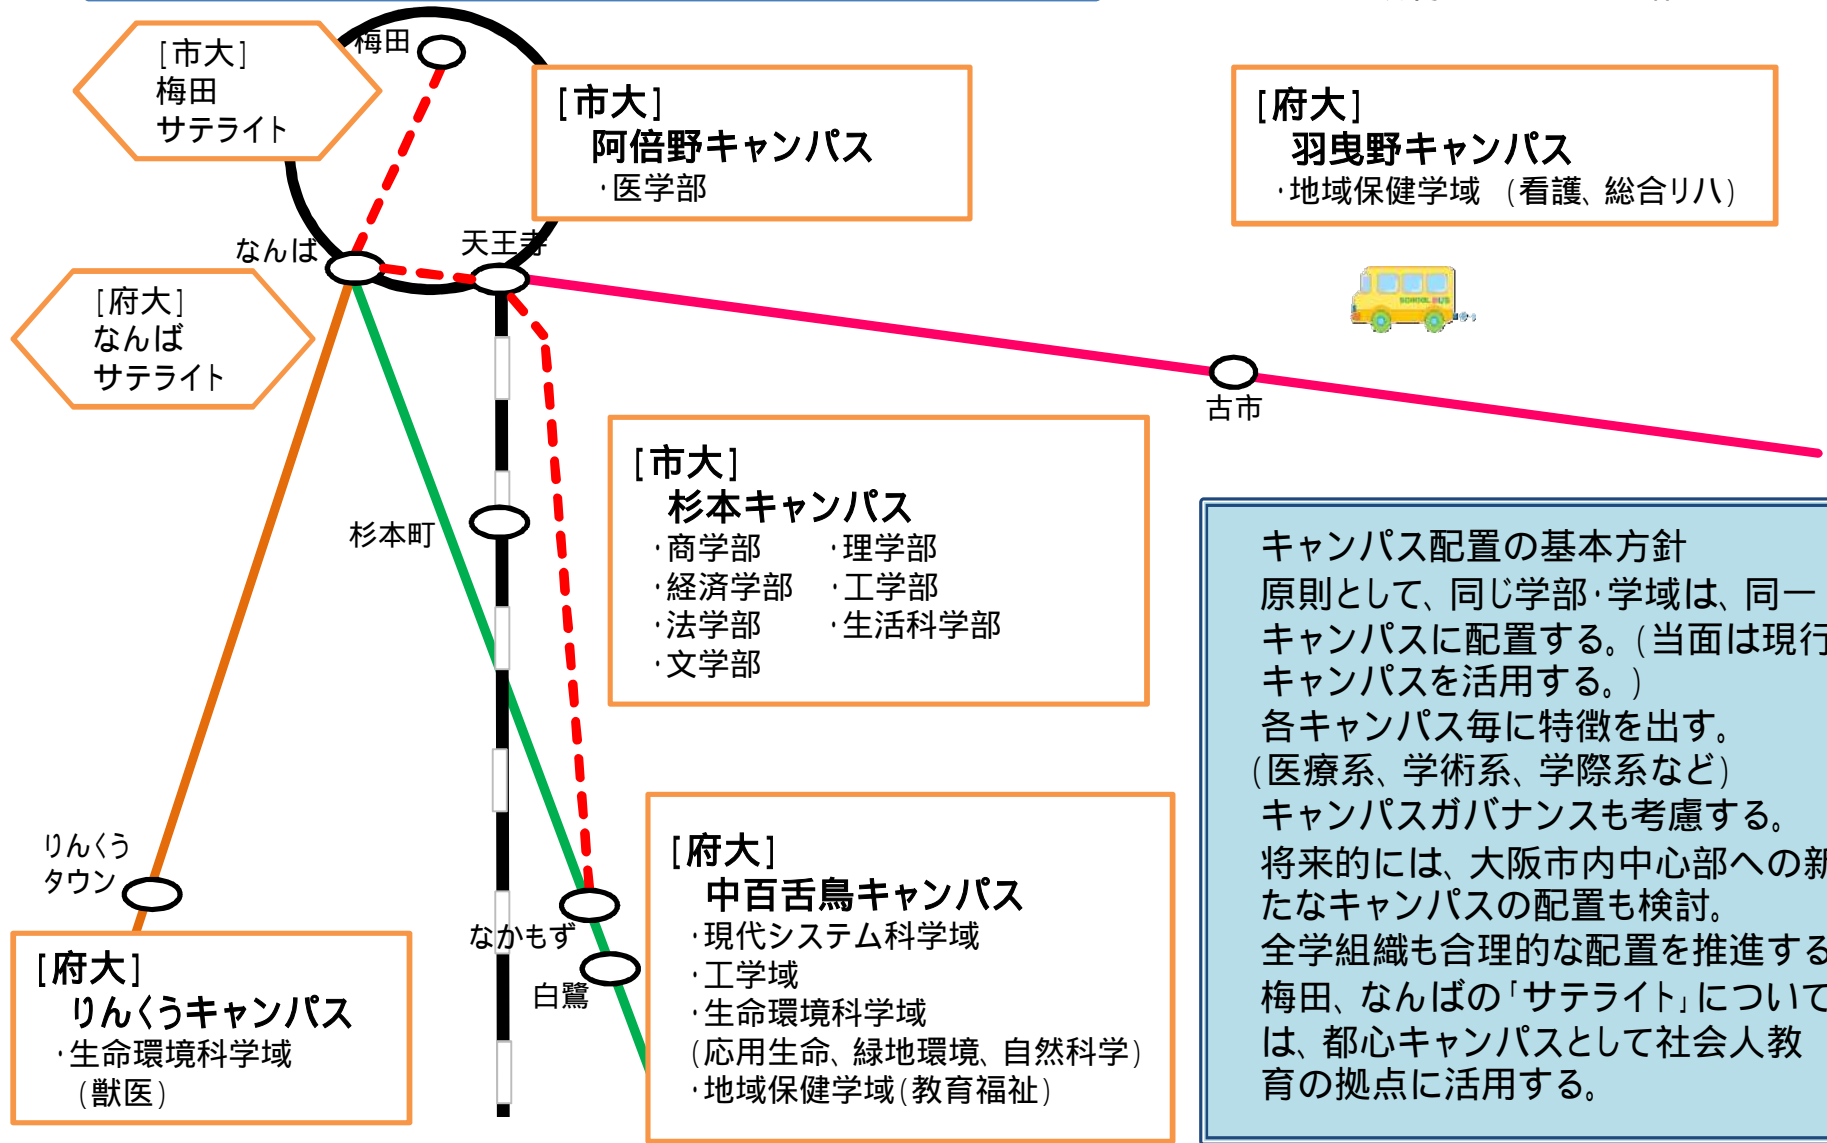 [市大]
梅田
サテライト
梅田
[市大]
阿倍野キャンパス
・医学部
[府大]
羽曳野キャンパス
・地域保健学域 (看護、総合リハ)
なんば
天王寺
SCHOOL BUS
[府大]
なんば
サテライト
古市
[市大]
杉本キャンパス
・商学部 ・理学部
・経済学部 ・工学部
・法学部 ・生活科学部
・文学部
杉本町
キャンパス配置の基本方針
原則として、同じ学部・学域は、同一
キャンパスに配置する。(当面は現行
キャンパスを活用する。)
各キャンパス毎に特徴を出す。
(医療系、学術系、学際系など)
キャンパスガバナンスも考慮する。
将来的には、大阪市内中心部への新
たなキャンパスの配置も検討。
全学組織も合理的な配置を推進する
梅田、なんばの「サテライト」について
は、都心キャンパスとして社会人教
育の拠点に活用する。
りんくう
タウン
[府大]
りんくうキャンパス
・生命環境科学域
(獣医)
なかもず
白鷺
[府大]
中百舌鳥キャンパス
・現代システム科学域
・工学域
・生命環境科学域
(応用生命、緑地環境、自然科学)
・地域保健学域(教育福祉)